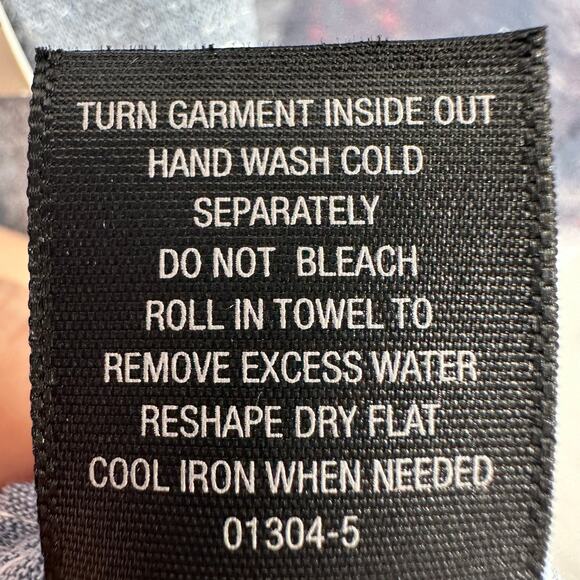 TURN GARMENT INSIDE OUT
HAND WASH COLD
SEPARATELY
DO NOT BLEACH
ROLL IN TOWEL TO
REMOVE EXCESS WATER
RESHAPE DRY FLAT
COOL IRON WHEN NEEDED
01304-5